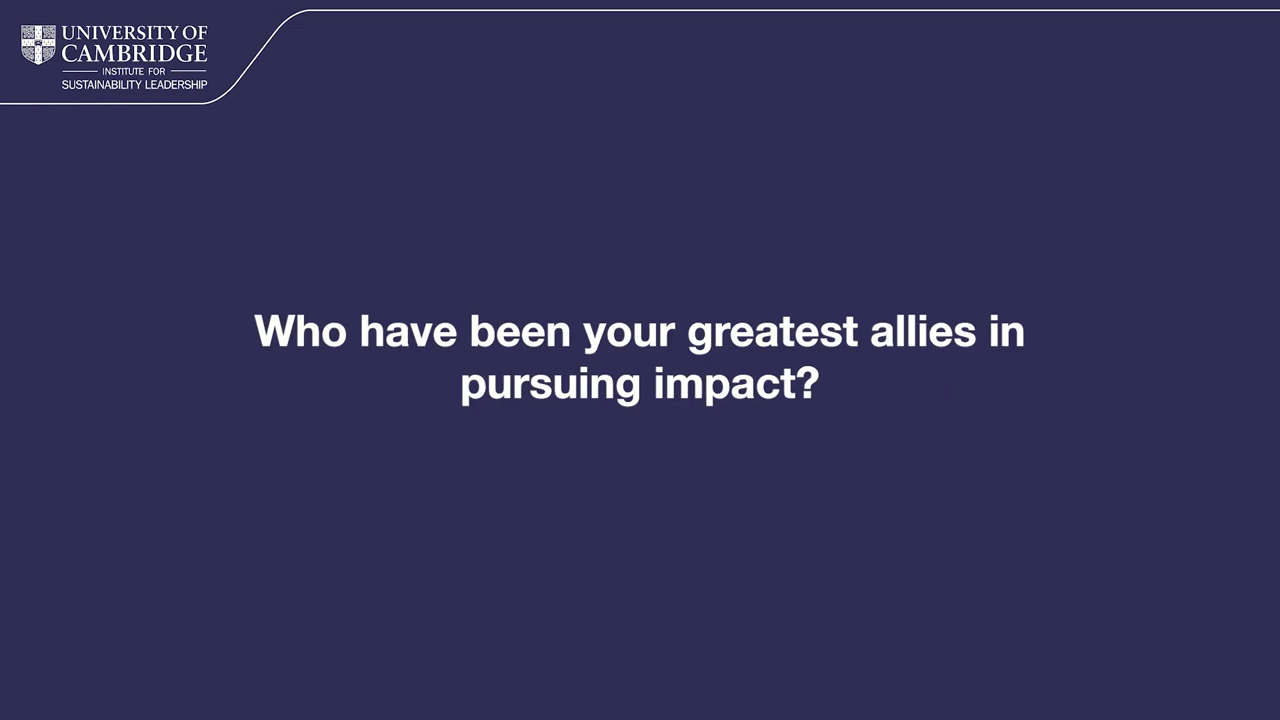 UNIVERSITY OF
CAMBRIDGE
INSTITUTE FOR
SUSTAINABILITY LEADERSHIP
Who have been your greatest allies in
pursuing impact?